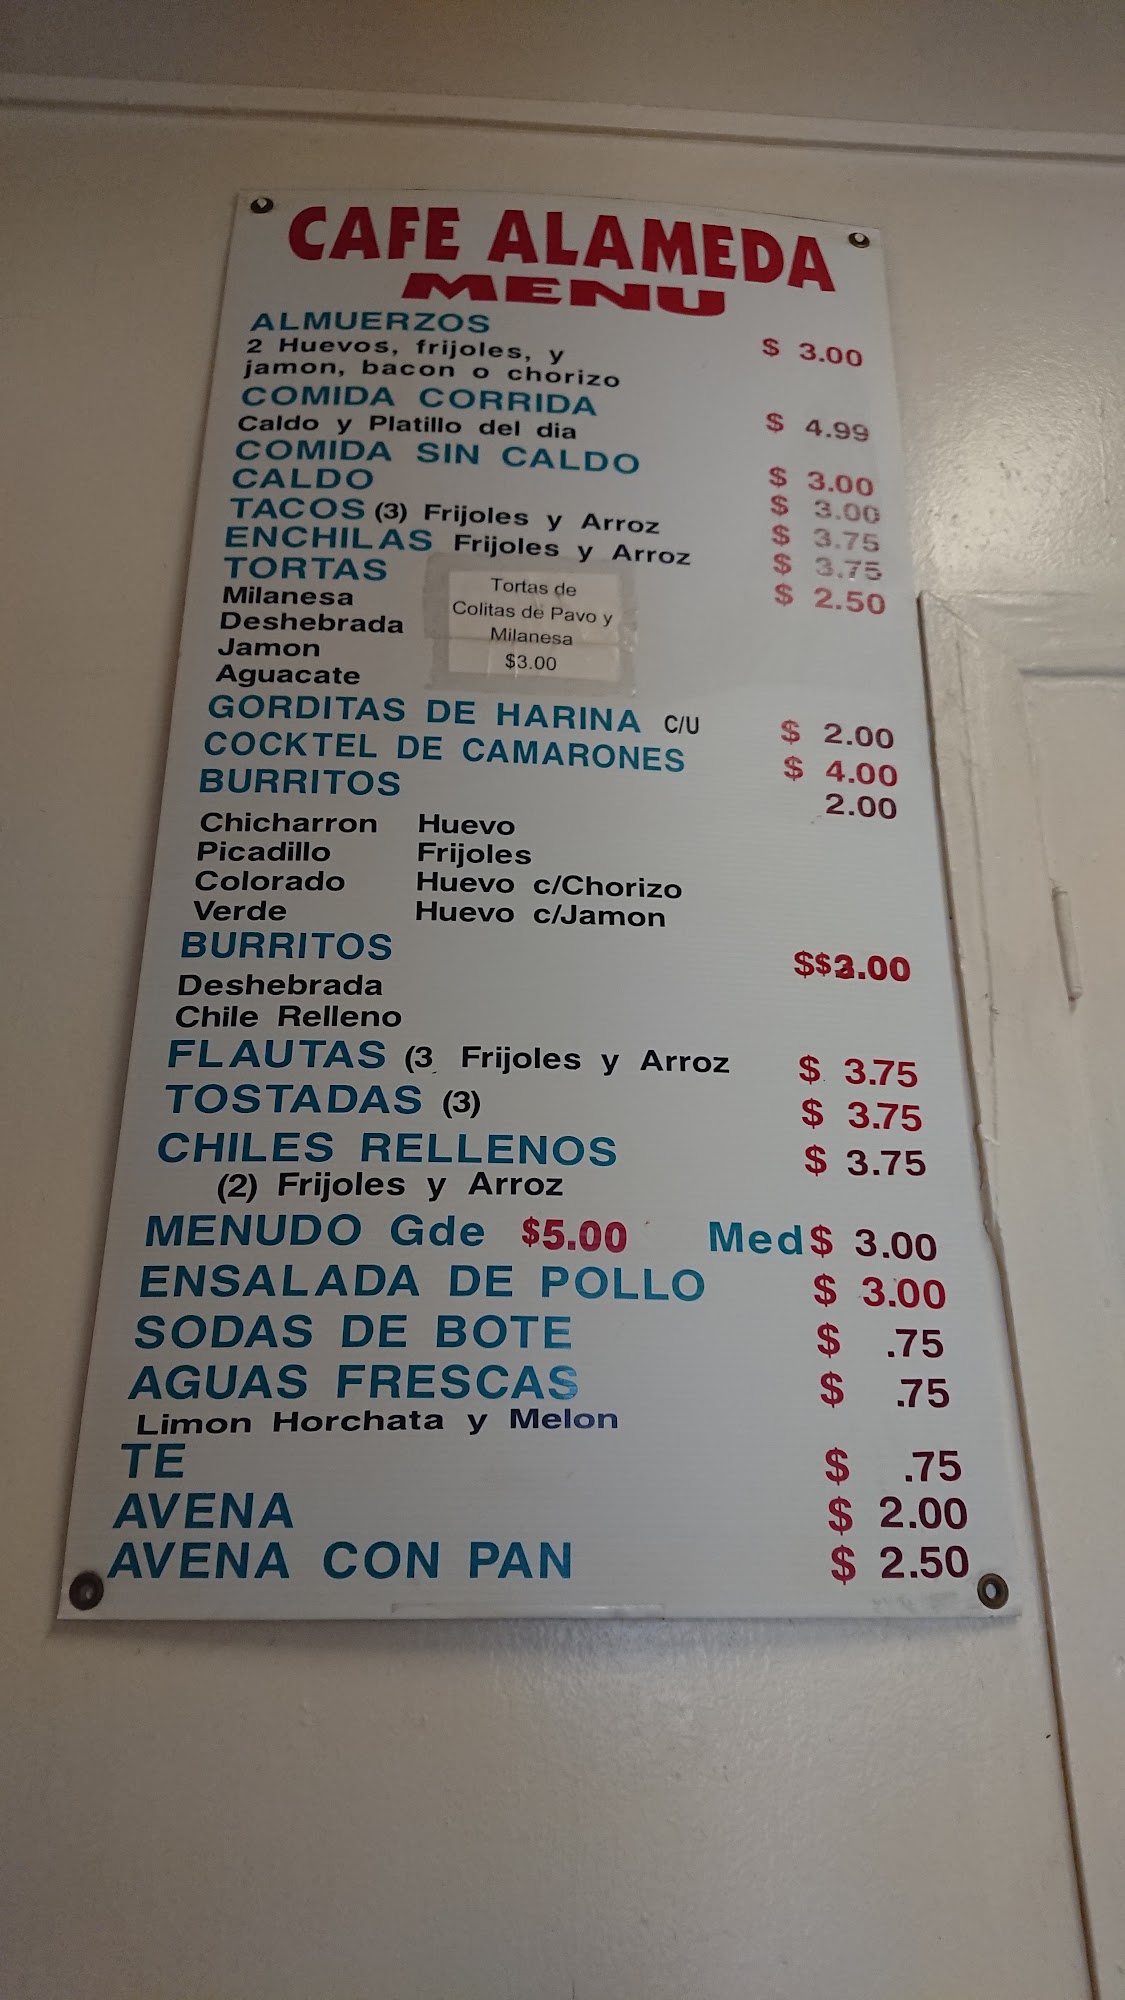 CAFE ALAMEDA
MENU
ALMUERZOS $ 3.00
2 Huevos, frijoles, y
jamon, bacon o chorizo
COMIDA CORRIDA $ 4.99
Caldo y Platillo del dia
COMIDA SIN CALDO $ 3.00
CALDO $ 3.00
TACOS (3) Frijoles y Arroz $ 3.75
ENCHILAS Frijoles y Arroz $ 3.75
TORTAS $ 2.50
Milanesa
Deshebrada
Jamon
Aguacate
Tortas de
Colitas de Pavo y
Milanesa
$3.00
GORDITAS DE HARINA C/U $ 2.00
COCKTEL DE CAMARONES $ 4.00
BURRITOS 2.00
Chicharron Huevo
Picadillo Frijoles
Colorado Huevo c/Chorizo
Verde Huevo c/Jamon
BURRITOS
Deshebrada
Chile Relleno
FLAUTAS (3 Frijoles y Arroz $ 3.75
TOSTADAS (3) $ 3.75
CHILES RELLENOS $ 3.75
(2) Frijoles y Arroz
MENUDO Gde $5.00 Med $ 3.00
ENSALADA DE POLLO $ 3.00
SODAS DE BOTE $ .75
AGUAS FRESCAS $ .75
Limon Horchata y Melon
TE $ .75
AVENA $ 2.00
AVENA CON PAN $ 2.50